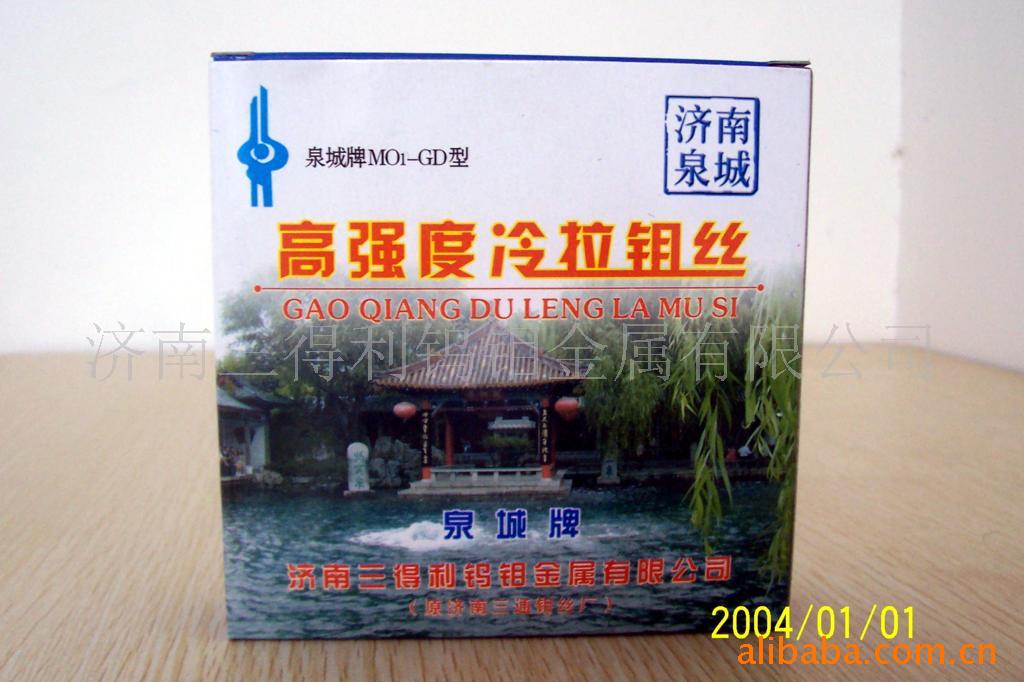 泉城牌MO1-GD型
济南
泉城
高强度冷拉钼丝
GAO QIANG DU LENG LA MU SI
济南三得利钨钼金属有限公司
泉城牌
济南三得利钨钼金属有限公司
(原济南三通钼丝厂)
2004/01/01
alibaba.com.cn